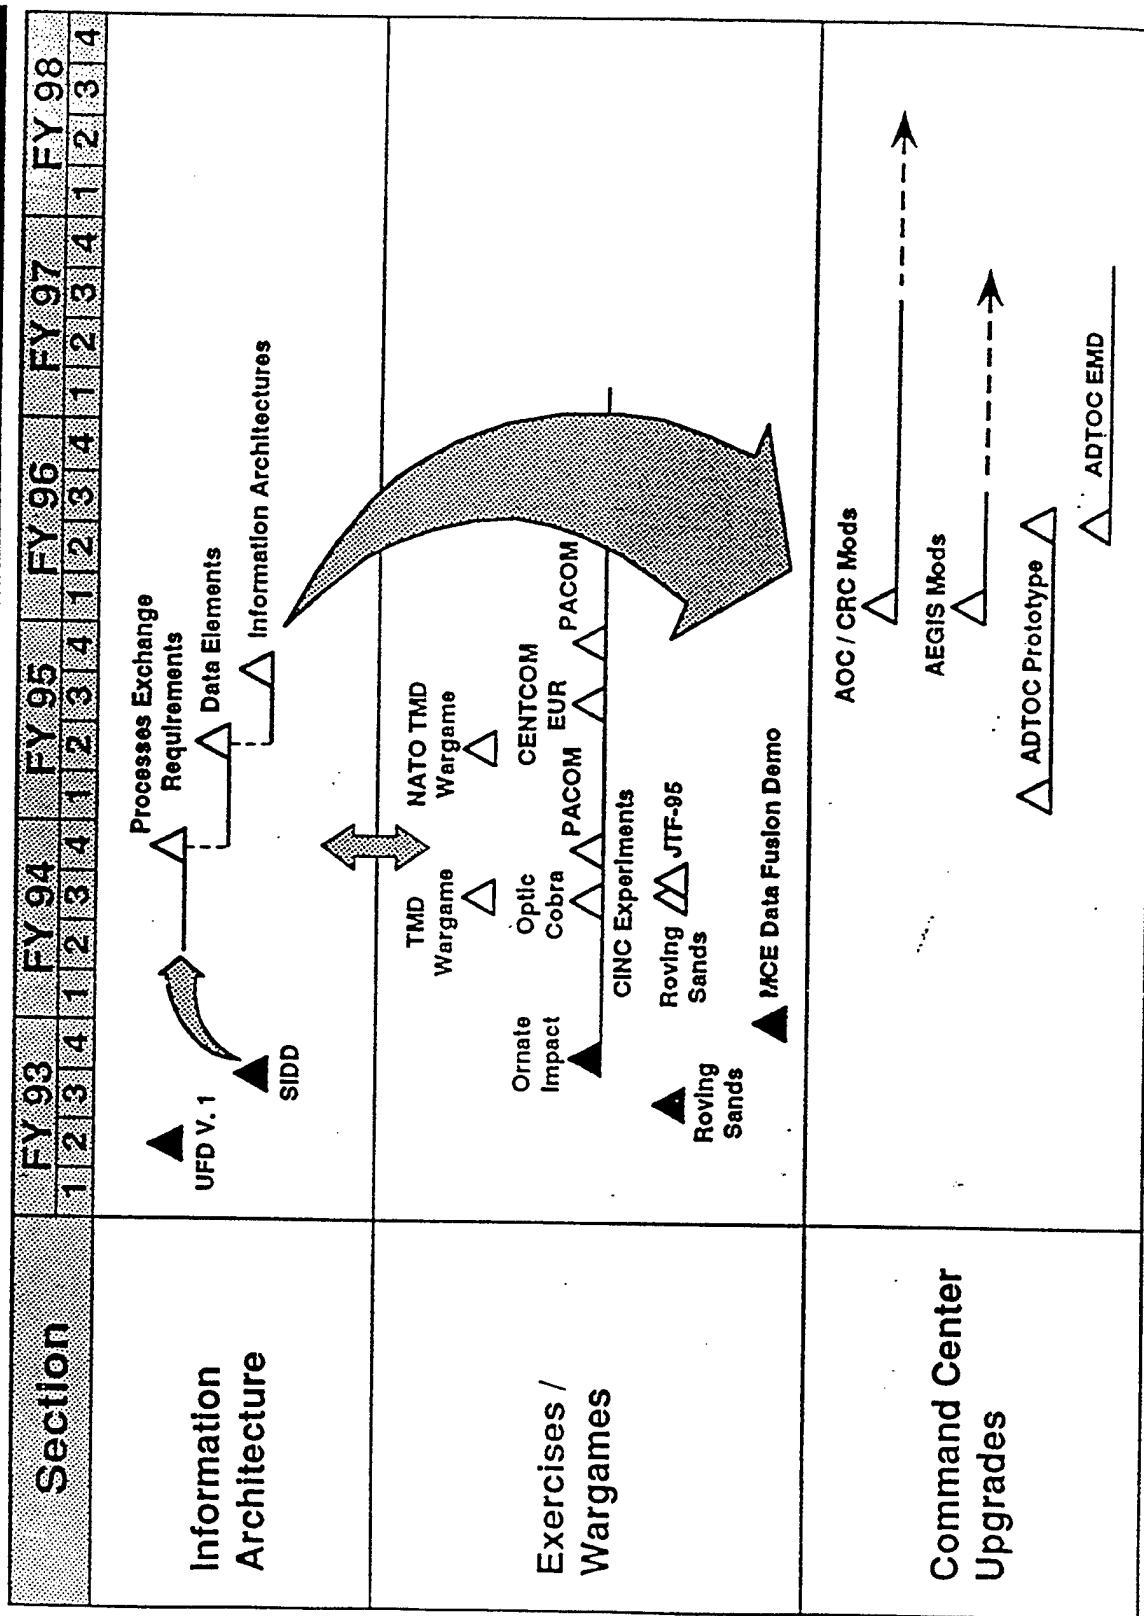 Section FY 93 FY 94 FY 95 FY 96 FY 97 FY 98
1 2 3 4 1 2 3 4 1 2 3 4 1 2 3 4 1 2 3 4 1 2 3 4
Information
Architecture
UFD V. 1
SIDD
Processes Exchange
Requirements
Data Elements
Information Architectures
Exercises /
Wargames
TMD
Wargame
NATO TMD
Wargame
Ornate
Impact
Optic
Cobra
PACOM
CENTCOM
EUR
PACOM
CINC Experiments
Roving
Sands
Roving
Sands
JTF-95
MCE Data Fusion Demo
Command Center
Upgrades
AOC / CRC Mods
AEGIS Mods
ADTOC Prototype
ADTOC EMD